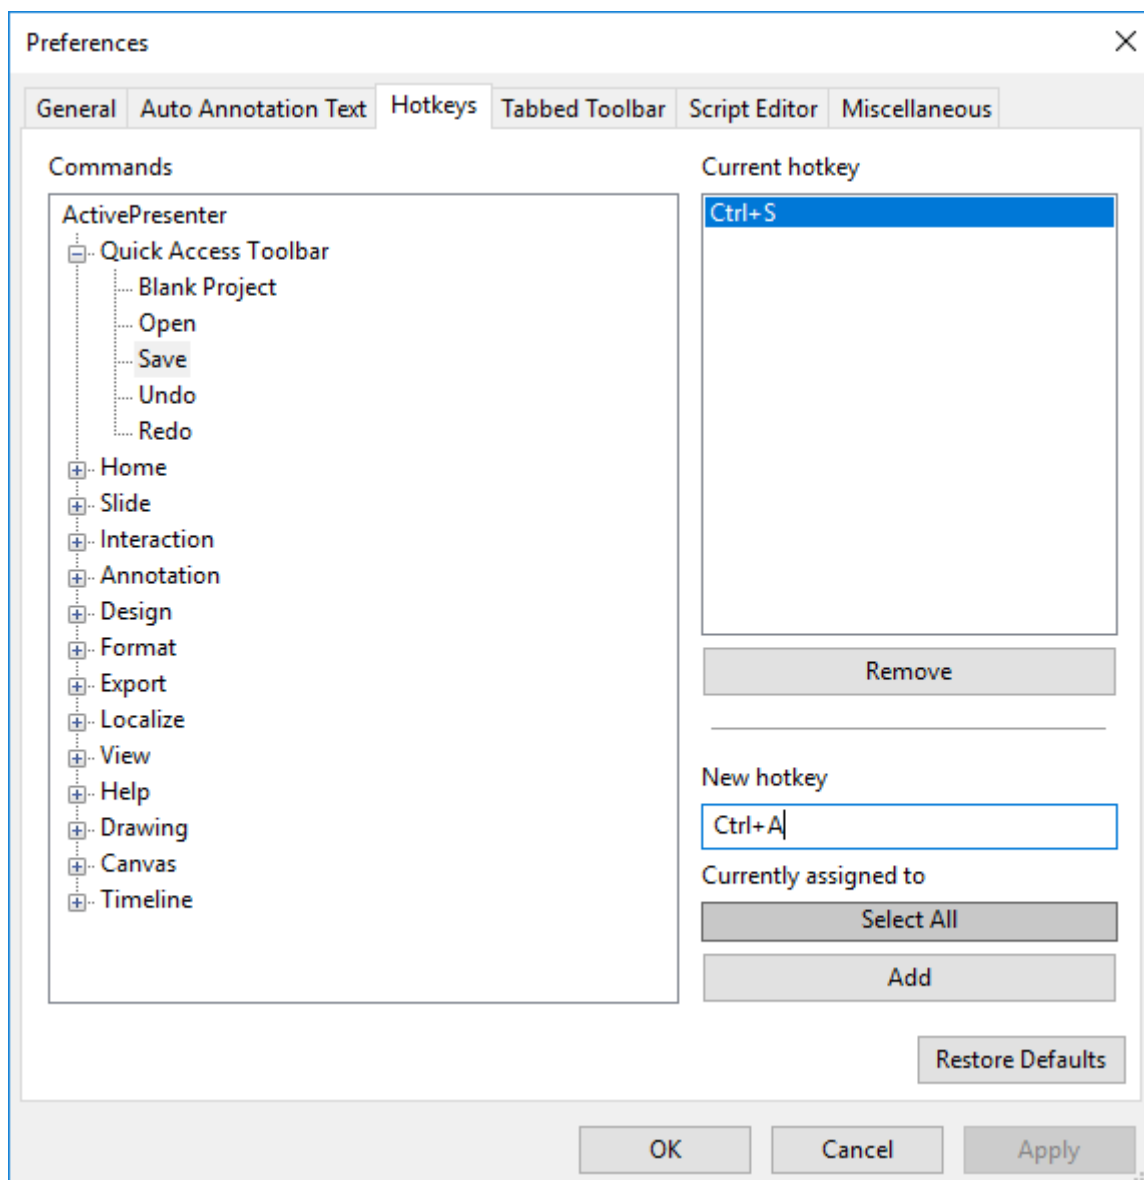 Preferences
General Auto Annotation Text Hotkeys Tabbed Toolbar Script Editor Miscellaneous
Commands
ActivePresenter
Quick Access Toolbar
Blank Project
Open
Save
Undo
Redo
Home
Slide
Interaction
Annotation
Design
Format
Export
Localize
View
Help
Drawing
Canvas
Timeline
Current hotkey
Ctrl+S
Remove
New hotkey
Ctrl+A
Currently assigned to
Select All
Add
Restore Defaults
OK Cancel Apply